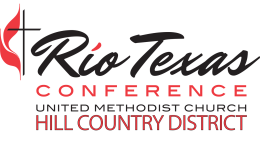 Río Texas
CONFERENCE
UNITED METHODIST CHURCH
HILL COUNTRY DISTRICT